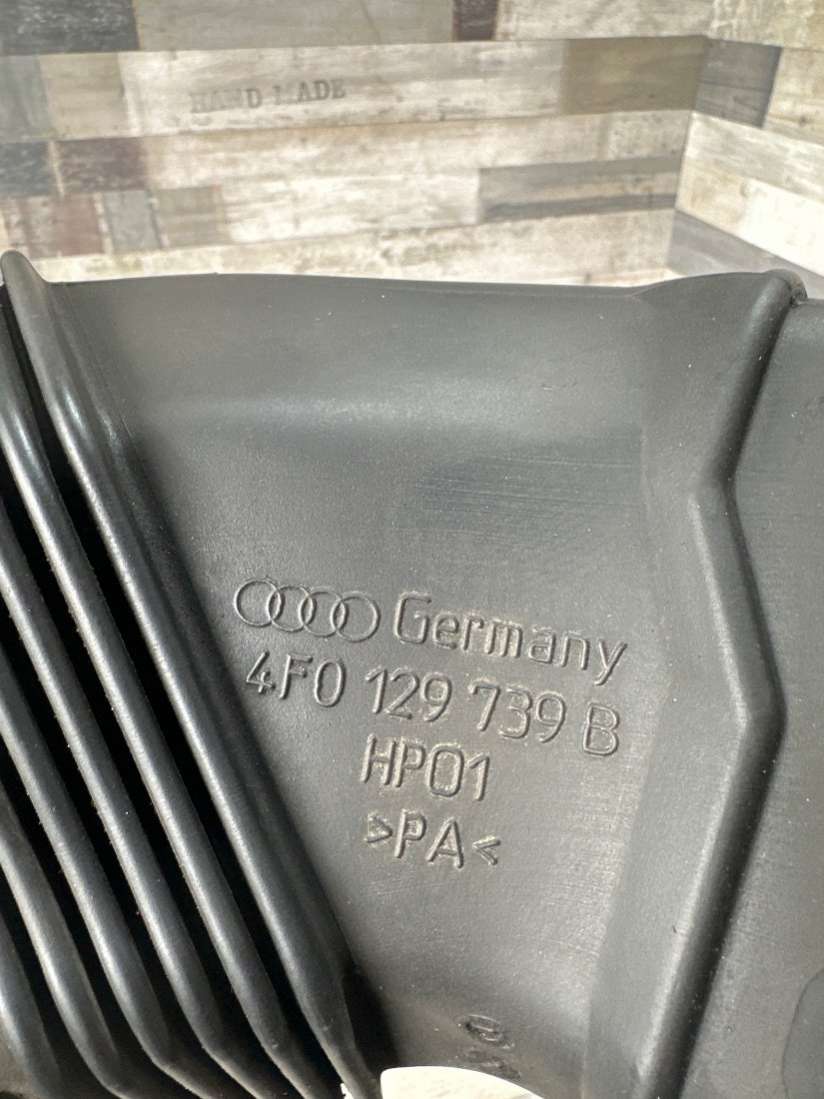 HAND MADE
Germany
4F0 129 739 B
HP01
>PA<